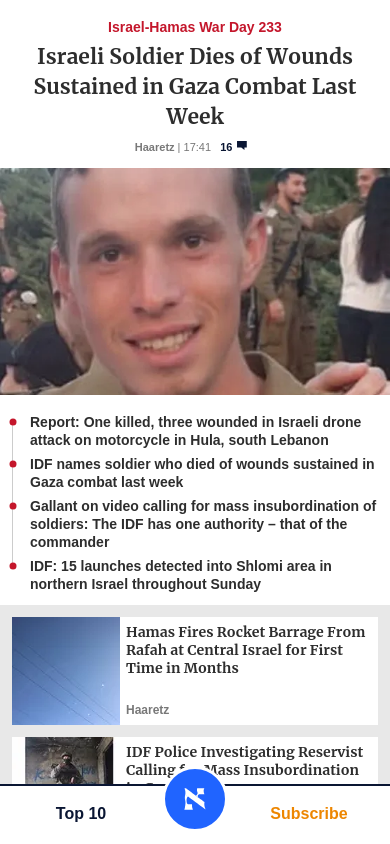 Israel-Hamas War Day 233
Israeli Soldier Dies of Wounds
Sustained in Gaza Combat Last
Week
Haaretz | 17:41 16
Report: One killed, three wounded in Israeli drone
attack on motorcycle in Hula, south Lebanon
IDF names soldier who died of wounds sustained in
Gaza combat last week
Gallant on video calling for mass insubordination of
soldiers: The IDF has one authority – that of the
commander
IDF: 15 launches detected into Shlomi area in
northern Israel throughout Sunday
Hamas Fires Rocket Barrage From
Rafah at Central Israel for First
Time in Months
Haaretz
IDF Police Investigating Reservist
Calling for Mass Insubordination
Top 10
Subscribe